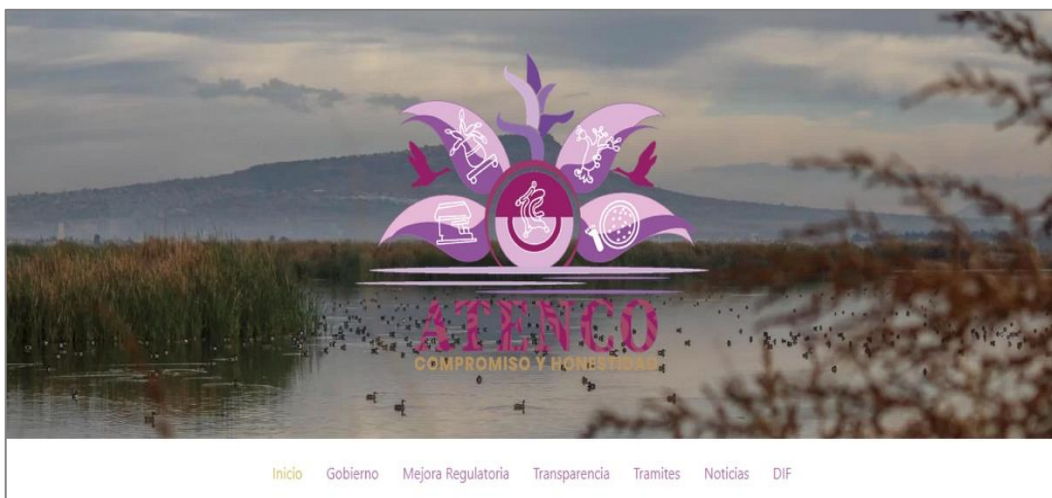 ATENCO
COMPROMISO Y HONESTIDAD
Inicio Gobierno Mejora Regulatoria Transparencia Tramites Noticias DIF